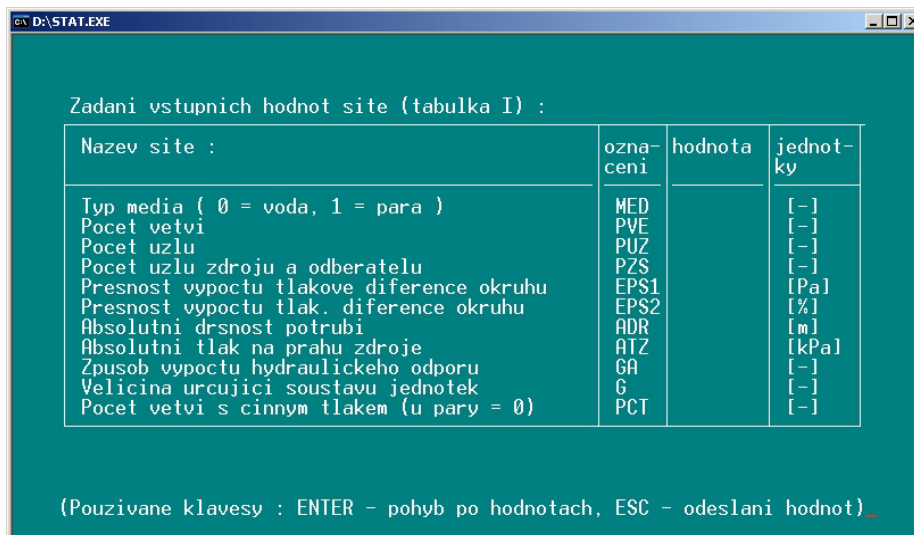 D:\STAT.EXE
Zadani vstupnich hodnot site (tabulka I) :
Nazev site : ozna- hodnota jednot-
ceni ky
Typ media ( 0 = voda, 1 = para ) MED [-]
Pocet vetvi PVE [-]
Pocet uzlu PUZ [-]
Pocet uzlu zdroju a odberatelu PZS [-]
Presnost vypoctu tlakove diference okruhu EPS1 [Pa]
Presnost vypoctu tlak. diference okruhu EPS2 [%]
Absolutni drsnost potrubi ADR [m]
Absolutni tlak na prahu zdroje ATZ [kPa]
Zpusob vypoctu hydraulickeho odporu GA [-]
Velicina urcujici soustavu jednotek G [-]
Pocet vetvi s cinnym tlakem (u pary = 0) PCT [-]
(Pouzivane klavesy : ENTER - pohyb po hodnotach, ESC - odeslani hodnot)_